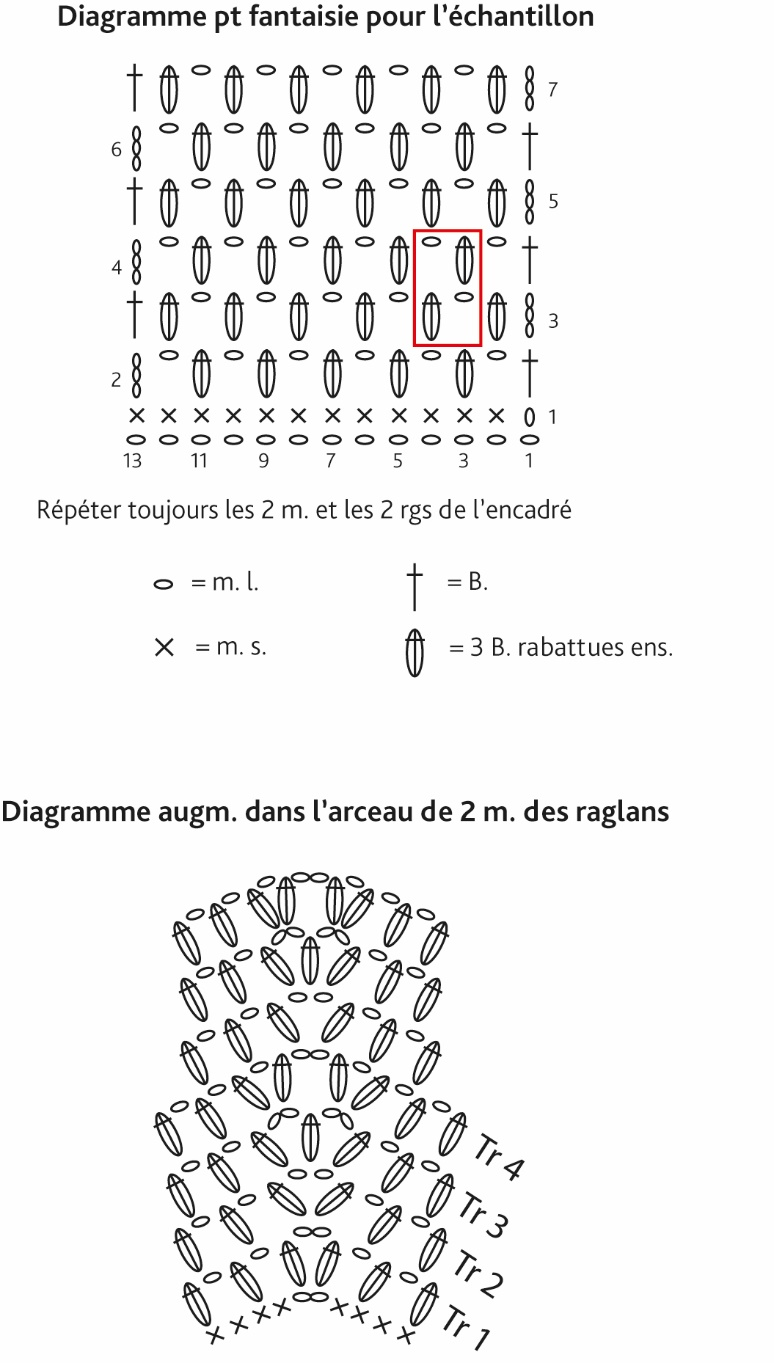 Diagramme pt fantaisie pour l'échantillon
7
6
5
4
3
2
1
13 11 9 7 5 3 1
Répéter toujours les 2 m. et les 2 rgs de l'encadré
= m. l.
= B.
= m. s.
= 3 B. rabattues ens.
Diagramme augm. dans l'arceau de 2 m. des raglans
Tr 4
Tr 3
Tr 2
Tr 1